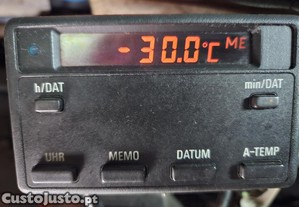 -30.0°C ME
h/DAT min/DAT
UHR MEMO DATUM A-TEMP
Custojusto.pt